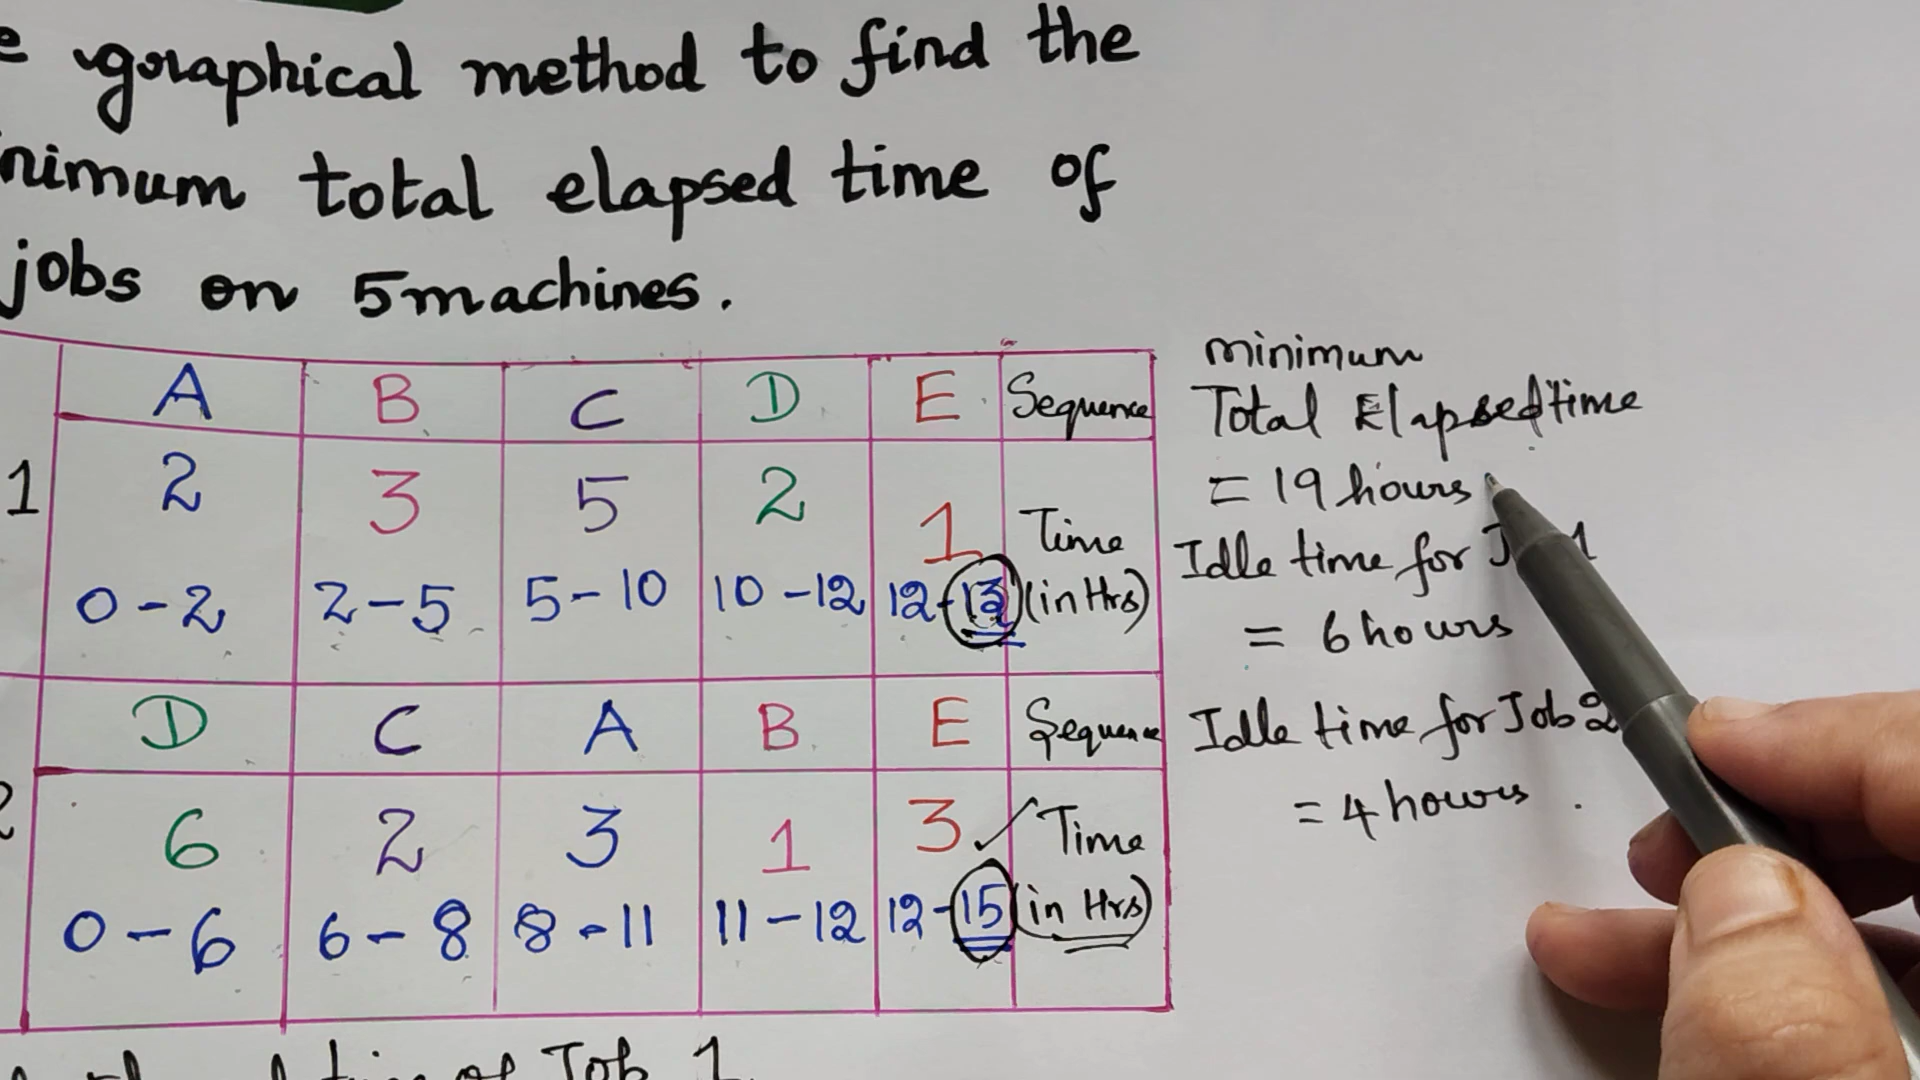 graphical method to find the
nimum total elapsed time of
jobs on 5 machines.
A B C D E Sequence
1 2 3 5 2 1 Time
0-2 2-5 5-10 10-12 12-13 (in Hrs)
D C A B E Sequence
2 6 2 3 1 3 ✓ Time
0-6 6-8 8-11 11-12 12-15 (in Hrs)
Job 1
minimum
Total Elapsed time
= 19 hours
Idle time for J 1
= 6 hours
Idle time for Job 2
= 4 hours .